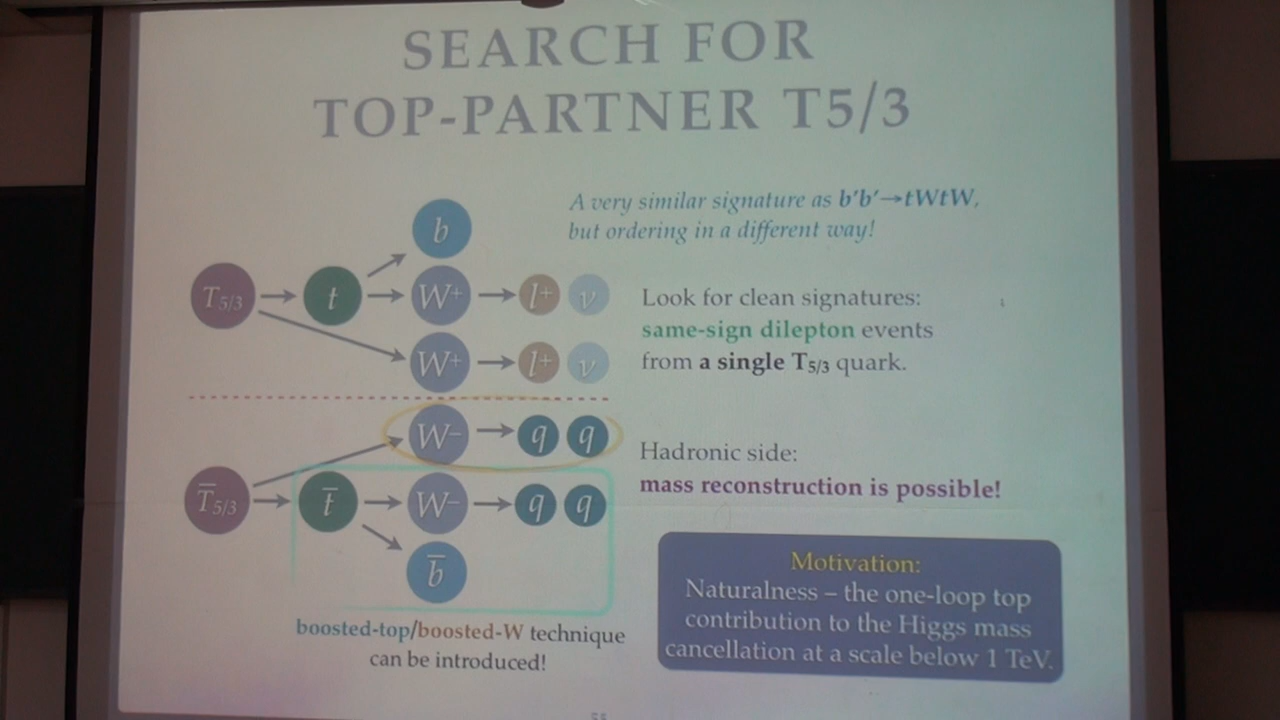 SEARCH FOR
TOP-PARTNER T5/3
A very similar signature as b'b'→tWtW,
but ordering in a different way!
b
T5/3 t W+ l+ ν
W+ l+ ν
Look for clean signatures:
same-sign dilepton events
from a single T5/3 quark.
W− q q
T̅5/3 t̅ W− q q
b̅
Hadronic side:
mass reconstruction is possible!
boosted-top/boosted-W technique
can be introduced!
Motivation:
Naturalness – the one-loop top
contribution to the Higgs mass
cancellation at a scale below 1 TeV.